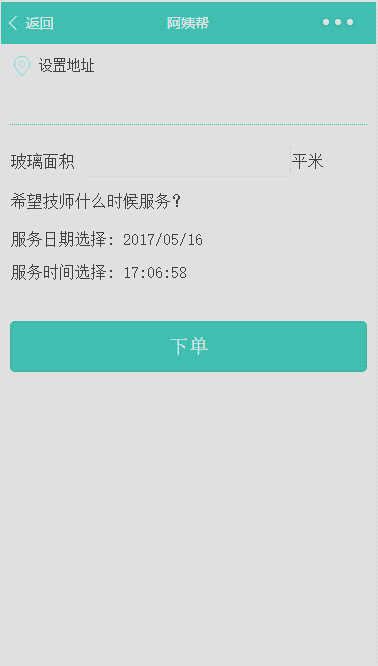 返回 阿姨帮
设置地址
玻璃面积 平米
希望技师什么时候服务?
服务日期选择: 2017/05/16
服务时间选择: 17:06:58
下单